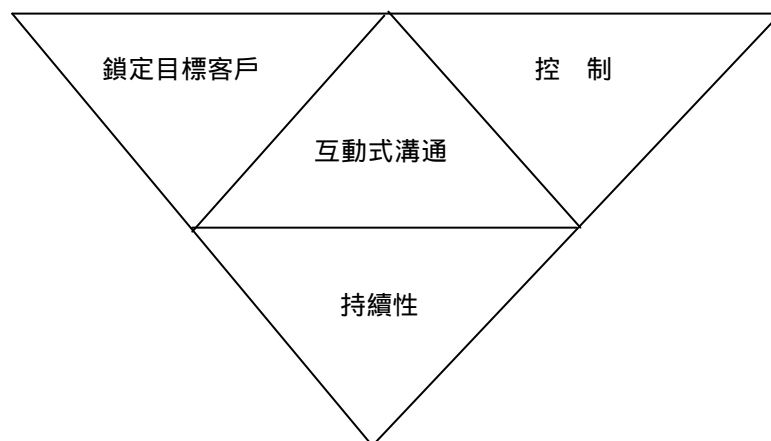 鎖定目標客戶
控　制
互動式溝通
持續性